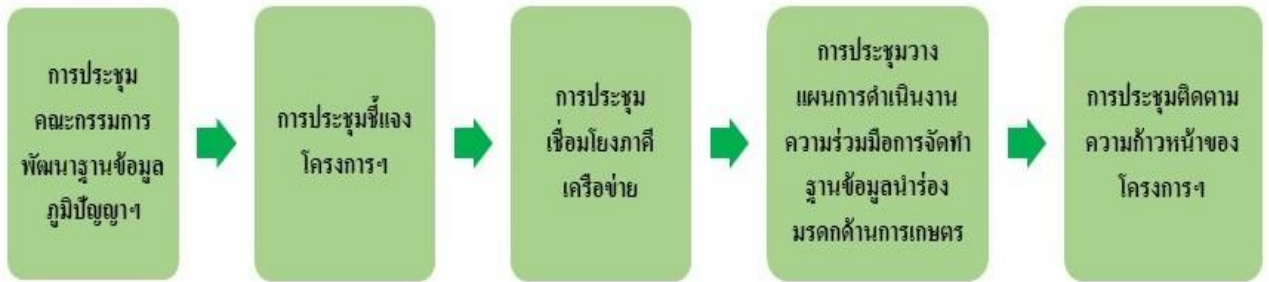 การประชุม
คณะกรรมการ
พัฒนาฐานข้อมูล
ภูมิปัญญาฯ
การประชุมชี้แจง
โครงการฯ
การประชุม
เชื่อมโยงภาคี
เครือข่าย
การประชุมวาง
แผนการดำเนินงาน
ความร่วมมือการจัดทำ
ฐานข้อมูลนำร่อง
มรดกด้านการเกษตร
การประชุมติดตาม
ความก้าวหน้าของ
โครงการฯ